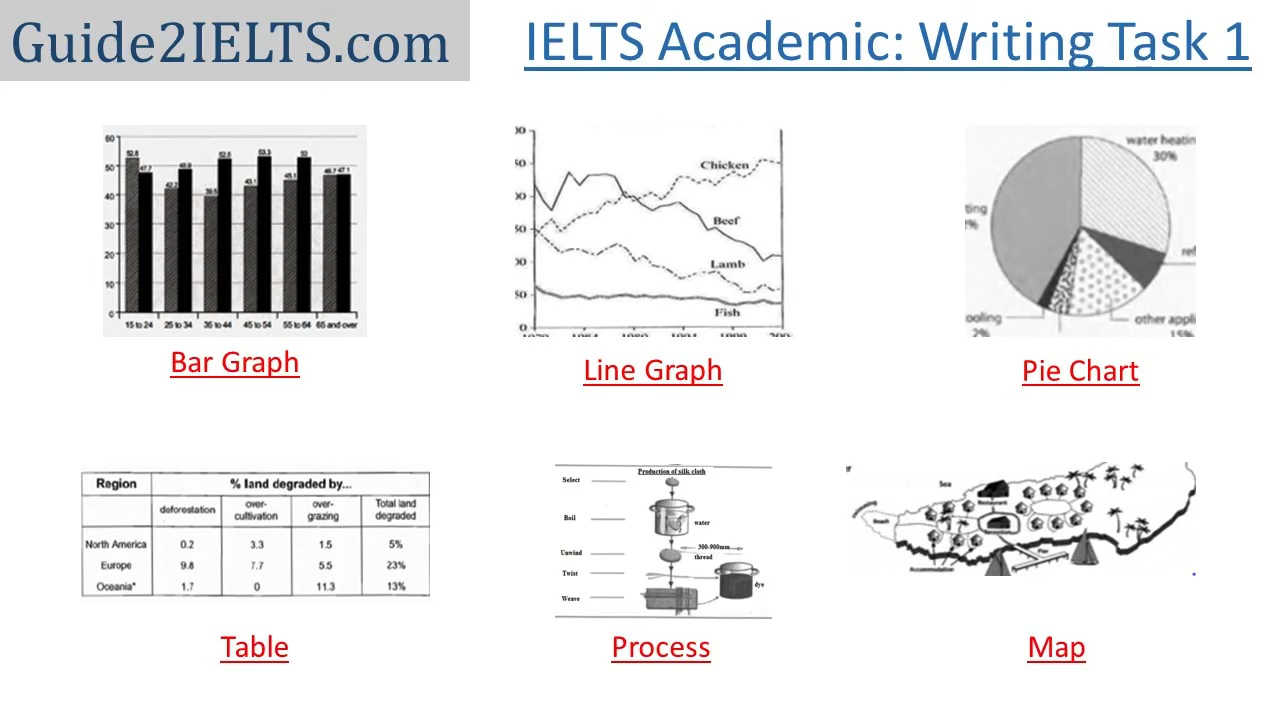 Guide2IELTS.com
IELTS Academic: Writing Task 1
60
50
40
30
20
10
0
52.8
47.7
42.2
48.9
39.5
52.5
43.1
53.3
45.1
53
46.7
47.1
15 to 24
25 to 34
35 to 44
45 to 54
55 to 64
65 and over
Bar Graph
Chicken
Beef
Lamb
Fish
Line Graph
30%
other
15%
2%
Pie Chart
Region
% land degraded by...
deforestation
over-
cultivation
over-
grazing
Total land
degraded
North America 0.2 3.3 1.5 5%
Europe 9.8 7.7 5.5 23%
Oceania* 1.7 0 11.3 13%
Table
Production of silk cloth
Select
Boil
water
Unwind
300-900mm
thread
Twist
dye
Weave
Process
Sea
Beach
Restaurant
Pier
Accommodation
Map